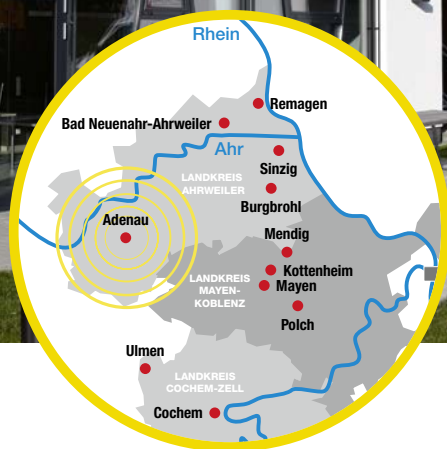 Rhein
Remagen
Bad Neuenahr-Ahrweiler
Ahr
Sinzig
LANDKREIS
AHRWEILER
Burgbrohl
Adenau
Mendig
Kottenheim
LANDKREIS
MAYEN-
KOBLENZ
Mayen
Polch
Ulmen
LANDKREIS
COCHEM-ZELL
Cochem